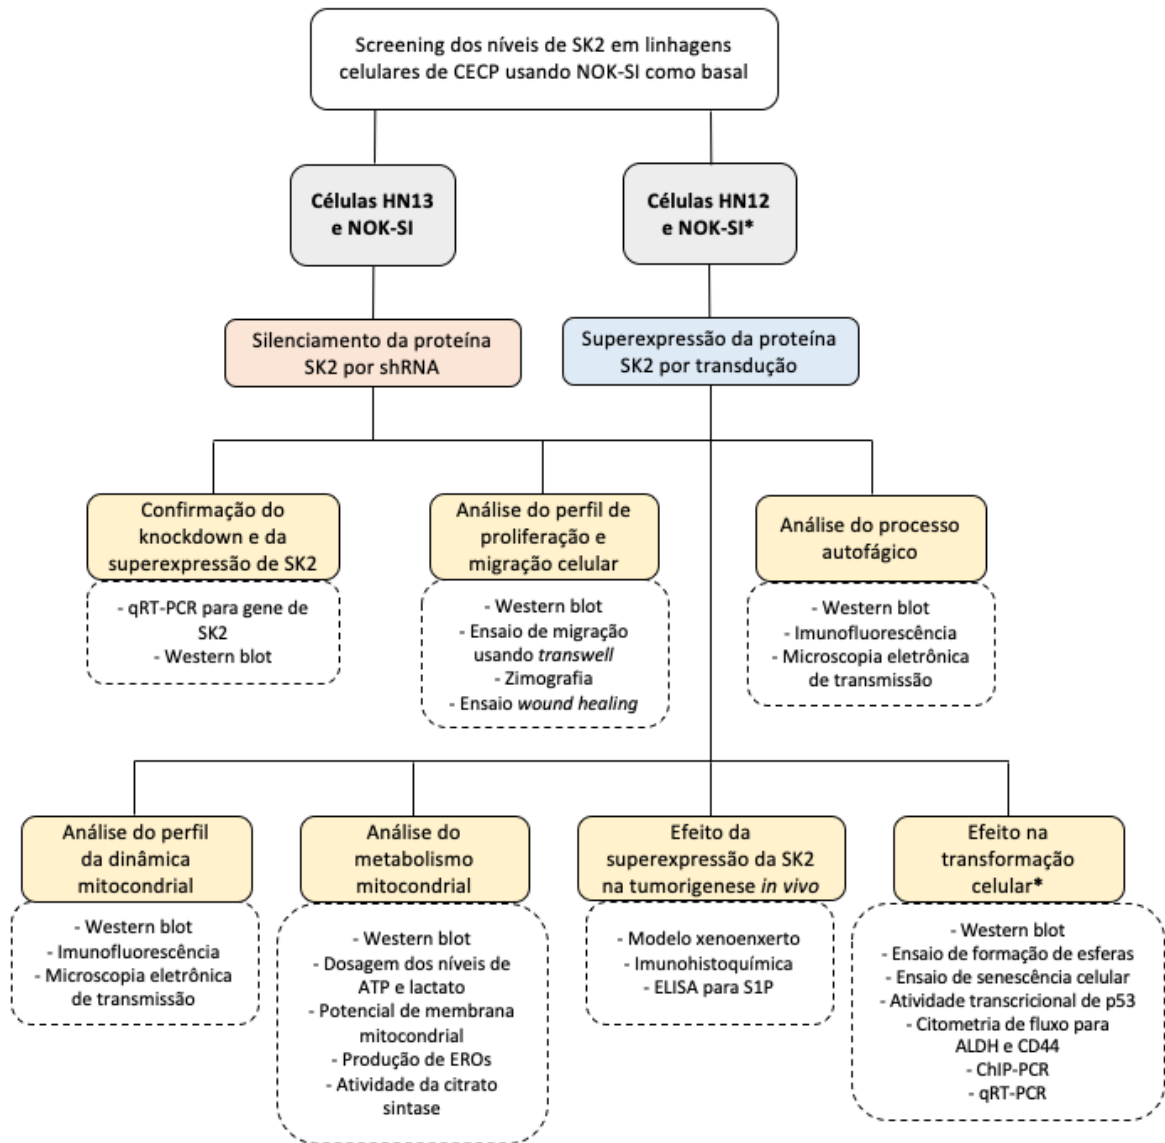 Screening dos níveis de SK2 em linhagens
celulares de CECP usando NOK-SI como basal
Células HN13
e NOK-SI
Células HN12
e NOK-SI*
Silenciamento da proteína
SK2 por shRNA
Superexpressão da proteína
SK2 por transdução
Confirmação do
knockdown e da
superexpressão de SK2
- qRT-PCR para gene de
SK2
- Western blot
Análise do perfil de
proliferação e
migração celular
- Western blot
- Ensaio de migração
usando transwell
- Zimografia
- Ensaio wound healing
Análise do processo
autofágico
- Western blot
- Imunofluorescência
- Microscopia eletrônica
de transmissão
Análise do perfil
da dinâmica
mitocondrial
- Western blot
- Imunofluorescência
- Microscopia eletrônica
de transmissão
Análise do
metabolismo
mitocondrial
- Western blot
- Dosagem dos níveis de
ATP e lactato
- Potencial de membrana
mitocondrial
- Produção de EROs
- Atividade da citrato
sintase
Efeito da
superexpressão da SK2
na tumorigenese in vivo
- Modelo xenoenxerto
- Imunohistoquímica
- ELISA para S1P
Efeito na
transformação
celular*
- Western blot
- Ensaio de formação de esferas
- Ensaio de senescência celular
- Atividade transcricional de p53
- Citometria de fluxo para
ALDH e CD44
- ChIP-PCR
- qRT-PCR